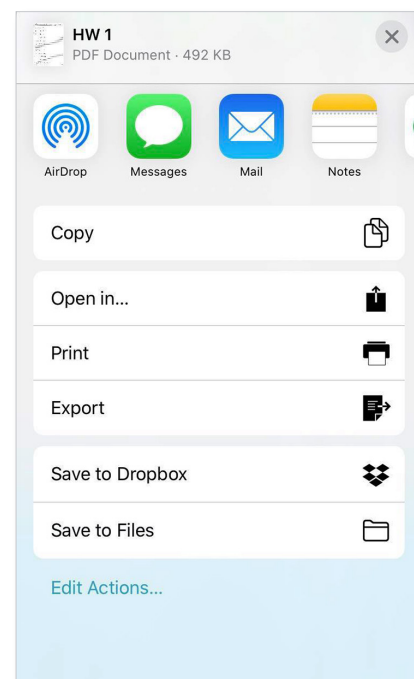 HW 1
PDF Document · 492 KB
AirDrop
Messages
Mail
Notes
Copy
Open in...
Print
Export
Save to Dropbox
Save to Files
Edit Actions...